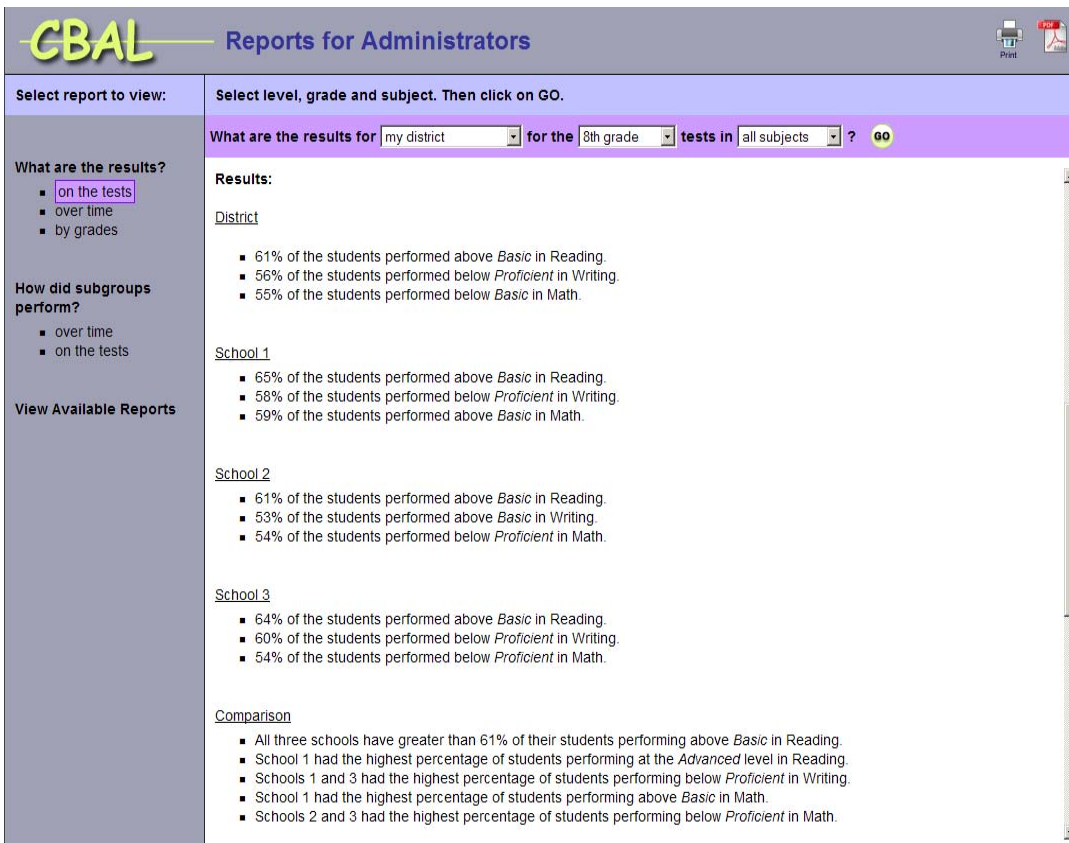 CBAL Reports for Administrators
Print
PDF
Select report to view:
Select level, grade and subject. Then click on GO.
What are the results for my district for the 8th grade tests in all subjects ? GO
What are the results?
▪ on the tests
▪ over time
▪ by grades
How did subgroups
perform?
▪ over time
▪ on the tests
View Available Reports
Results:
District
▪ 61% of the students performed above Basic in Reading.
▪ 56% of the students performed below Proficient in Writing.
▪ 55% of the students performed below Basic in Math.
School 1
▪ 65% of the students performed above Basic in Reading.
▪ 58% of the students performed below Proficient in Writing.
▪ 59% of the students performed above Basic in Math.
School 2
▪ 61% of the students performed above Basic in Reading.
▪ 53% of the students performed above Basic in Writing.
▪ 54% of the students performed below Proficient in Math.
School 3
▪ 64% of the students performed above Basic in Reading.
▪ 60% of the students performed below Proficient in Writing.
▪ 54% of the students performed below Proficient in Math.
Comparison
▪ All three schools have greater than 61% of their students performing above Basic in Reading.
▪ School 1 had the highest percentage of students performing at the Advanced level in Reading.
▪ Schools 1 and 3 had the highest percentage of students performing below Proficient in Writing.
▪ School 1 had the highest percentage of students performing above Basic in Math.
▪ Schools 2 and 3 had the highest percentage of students performing below Proficient in Math.